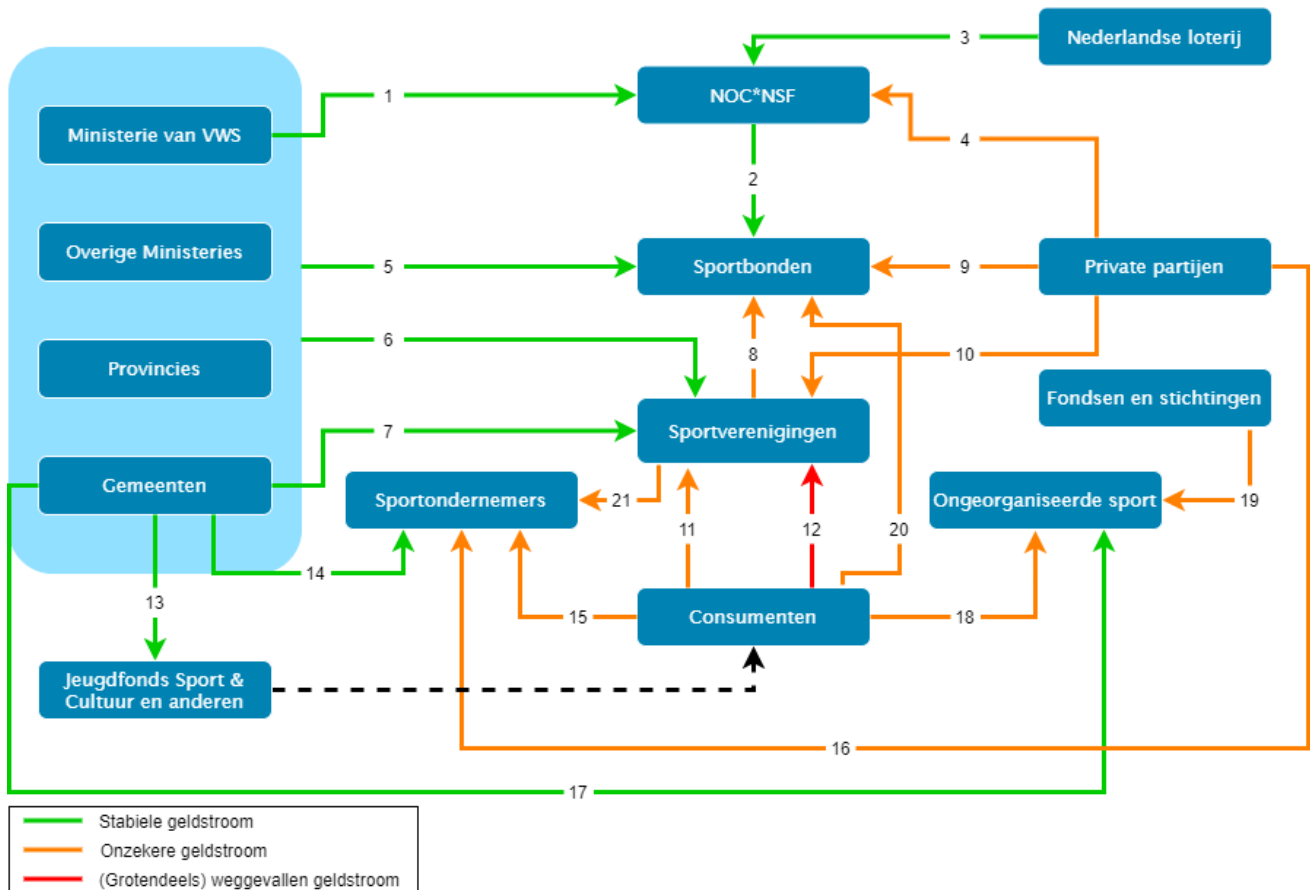 3
Nederlandse loterij
1
NOC*NSF
Ministerie van VWS
4
2
Overige Ministeries
5
Sportbonden
9
Private partijen
6
8
10
Provincies
Fondsen en stichtingen
7
Sportverenigingen
Gemeenten
Sportondernemers
21
Ongeorganiseerde sport
19
11
12
20
14
13
15
Consumenten
18
Jeugdfonds Sport &
Cultuur en anderen
16
17
Stabiele geldstroom
Onzekere geldstroom
(Grotendeels) weggevallen geldstroom